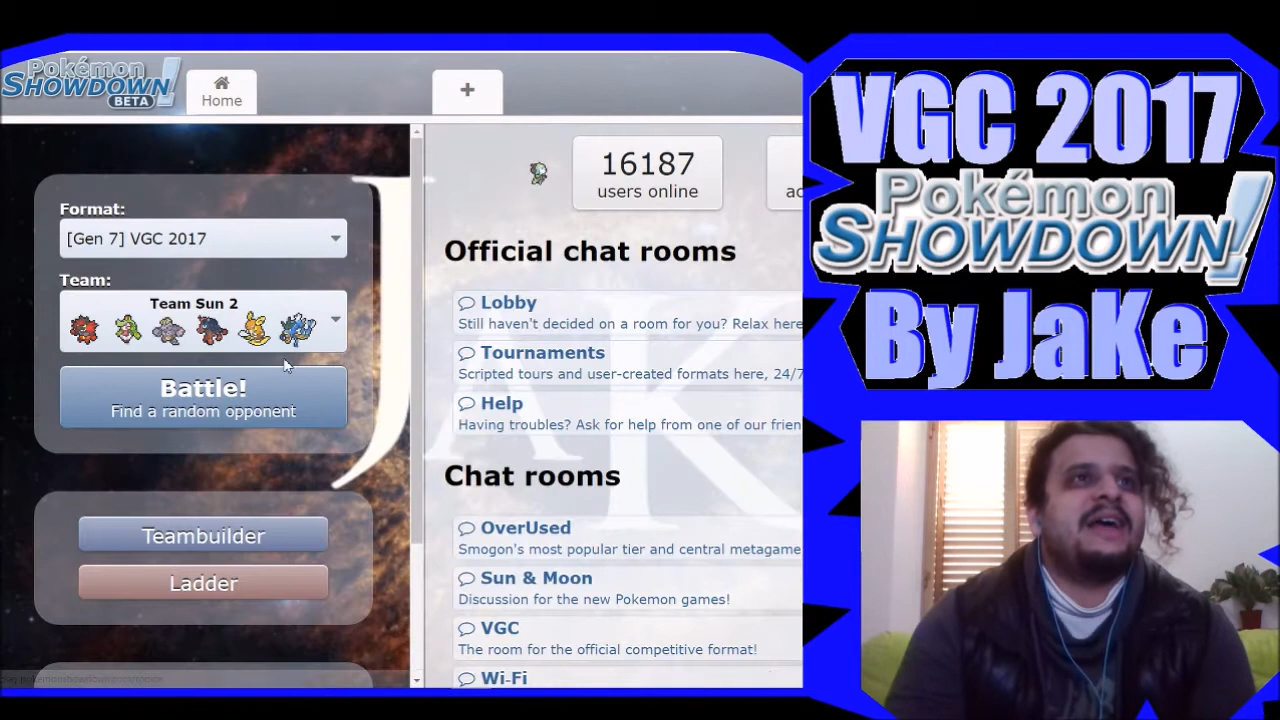 Pokémon
SHOWDOWN!
BETA
Home
+
Format:
[Gen 7] VGC 2017
Team:
Team Sun 2
Battle!
Find a random opponent
Teambuilder
Ladder
16187
users online
Official chat rooms
Lobby
Still haven't decided on a room for you? Relax here
Tournaments
Scripted tours and user-created formats here, 24/7
Help
Having troubles? Ask for help from one of our frien
Chat rooms
OverUsed
Smogon's most popular tier and central metagame
Sun & Moon
Discussion for the new Pokemon games!
VGC
The room for the official competitive format!
Wi-Fi
JAK
VGC 2017
Pokémon
SHOWDOWN!
By JaKe